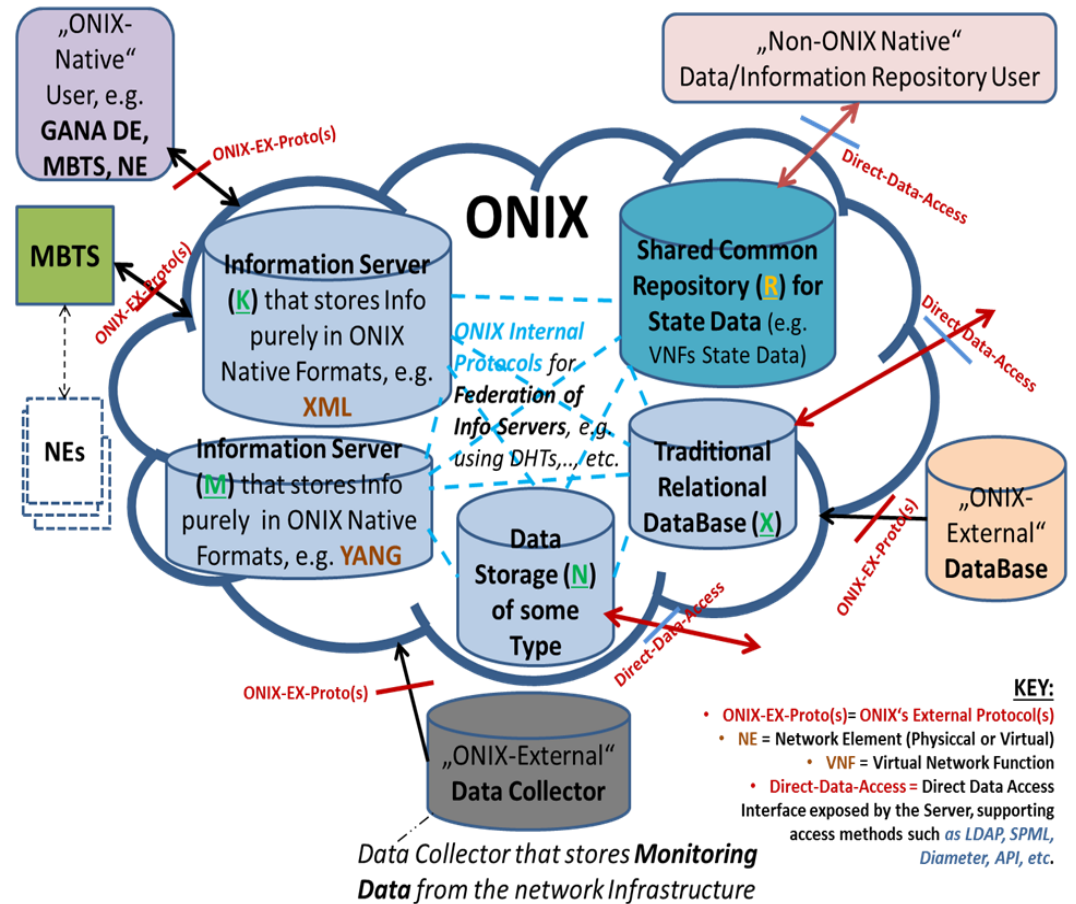 „ONIX-
Native“
User, e.g.
GANA DE,
MBTS, NE
ONIX-EX-Proto(s)
„Non-ONIX Native“
Data/Information Repository User
Direct-Data-Access
ONIX
MBTS
ONIX-EX-Proto(s)
NEs
Information Server
(K) that stores Info
purely in ONIX
Native Formats, e.g.
XML
Shared Common
Repository (R) for
State Data (e.g.
VNFs State Data)
Direct-Data-Access
ONIX Internal
Protocols for
Federation of
Info Servers, e.g.
using DHTs,.., etc.
Information Server
(M) that stores Info
purely in ONIX Native
Formats, e.g. YANG
Traditional
Relational
DataBase (X)
Data
Storage (N)
of some
Type
Direct-Data-Access
ONIX-EX-Proto(s)
„ONIX-
External“
DataBase
ONIX-EX-Proto(s)
„ONIX-External“
Data Collector
Data Collector that stores Monitoring
Data from the network Infrastructure
KEY:
• ONIX-EX-Proto(s)= ONIX‘s External Protocol(s)
• NE = Network Element (Physiccal or Virtual)
• VNF = Virtual Network Function
• Direct-Data-Access = Direct Data Access
Interface exposed by the Server, supporting
access methods such as LDAP, SPML,
Diameter, API, etc.